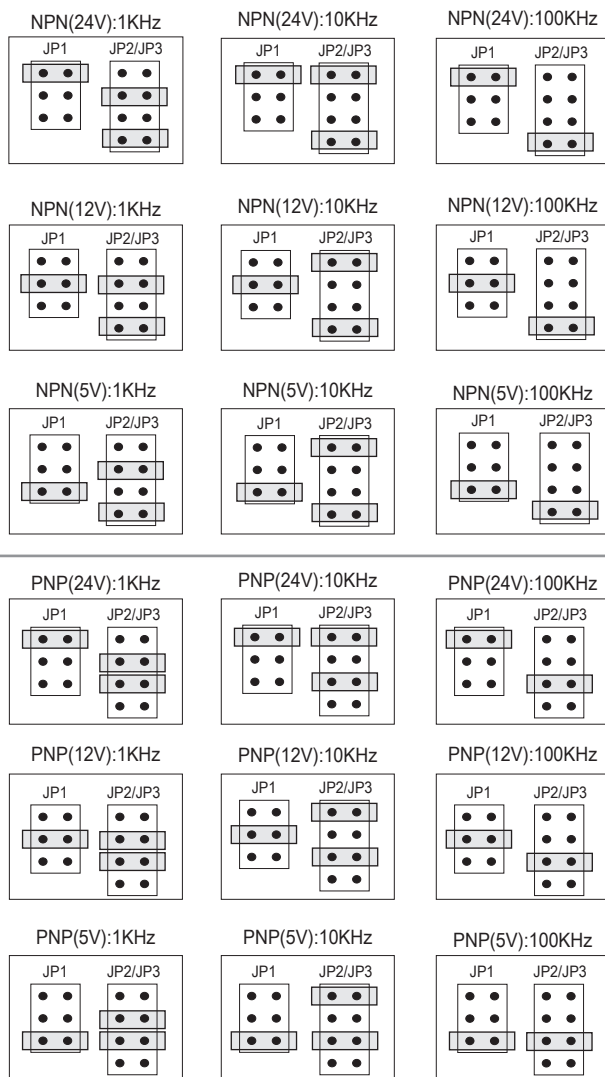 NPN(24V):1KHz NPN(24V):10KHz NPN(24V):100KHz
JP1 JP2/JP3 JP1 JP2/JP3 JP1 JP2/JP3
NPN(12V):1KHz NPN(12V):10KHz NPN(12V):100KHz
JP1 JP2/JP3 JP1 JP2/JP3 JP1 JP2/JP3
NPN(5V):1KHz NPN(5V):10KHz NPN(5V):100KHz
JP1 JP2/JP3 JP1 JP2/JP3 JP1 JP2/JP3
PNP(24V):1KHz PNP(24V):10KHz PNP(24V):100KHz
JP1 JP2/JP3 JP1 JP2/JP3 JP1 JP2/JP3
PNP(12V):1KHz PNP(12V):10KHz PNP(12V):100KHz
JP1 JP2/JP3 JP1 JP2/JP3 JP1 JP2/JP3
PNP(5V):1KHz PNP(5V):10KHz PNP(5V):100KHz
JP1 JP2/JP3 JP1 JP2/JP3 JP1 JP2/JP3